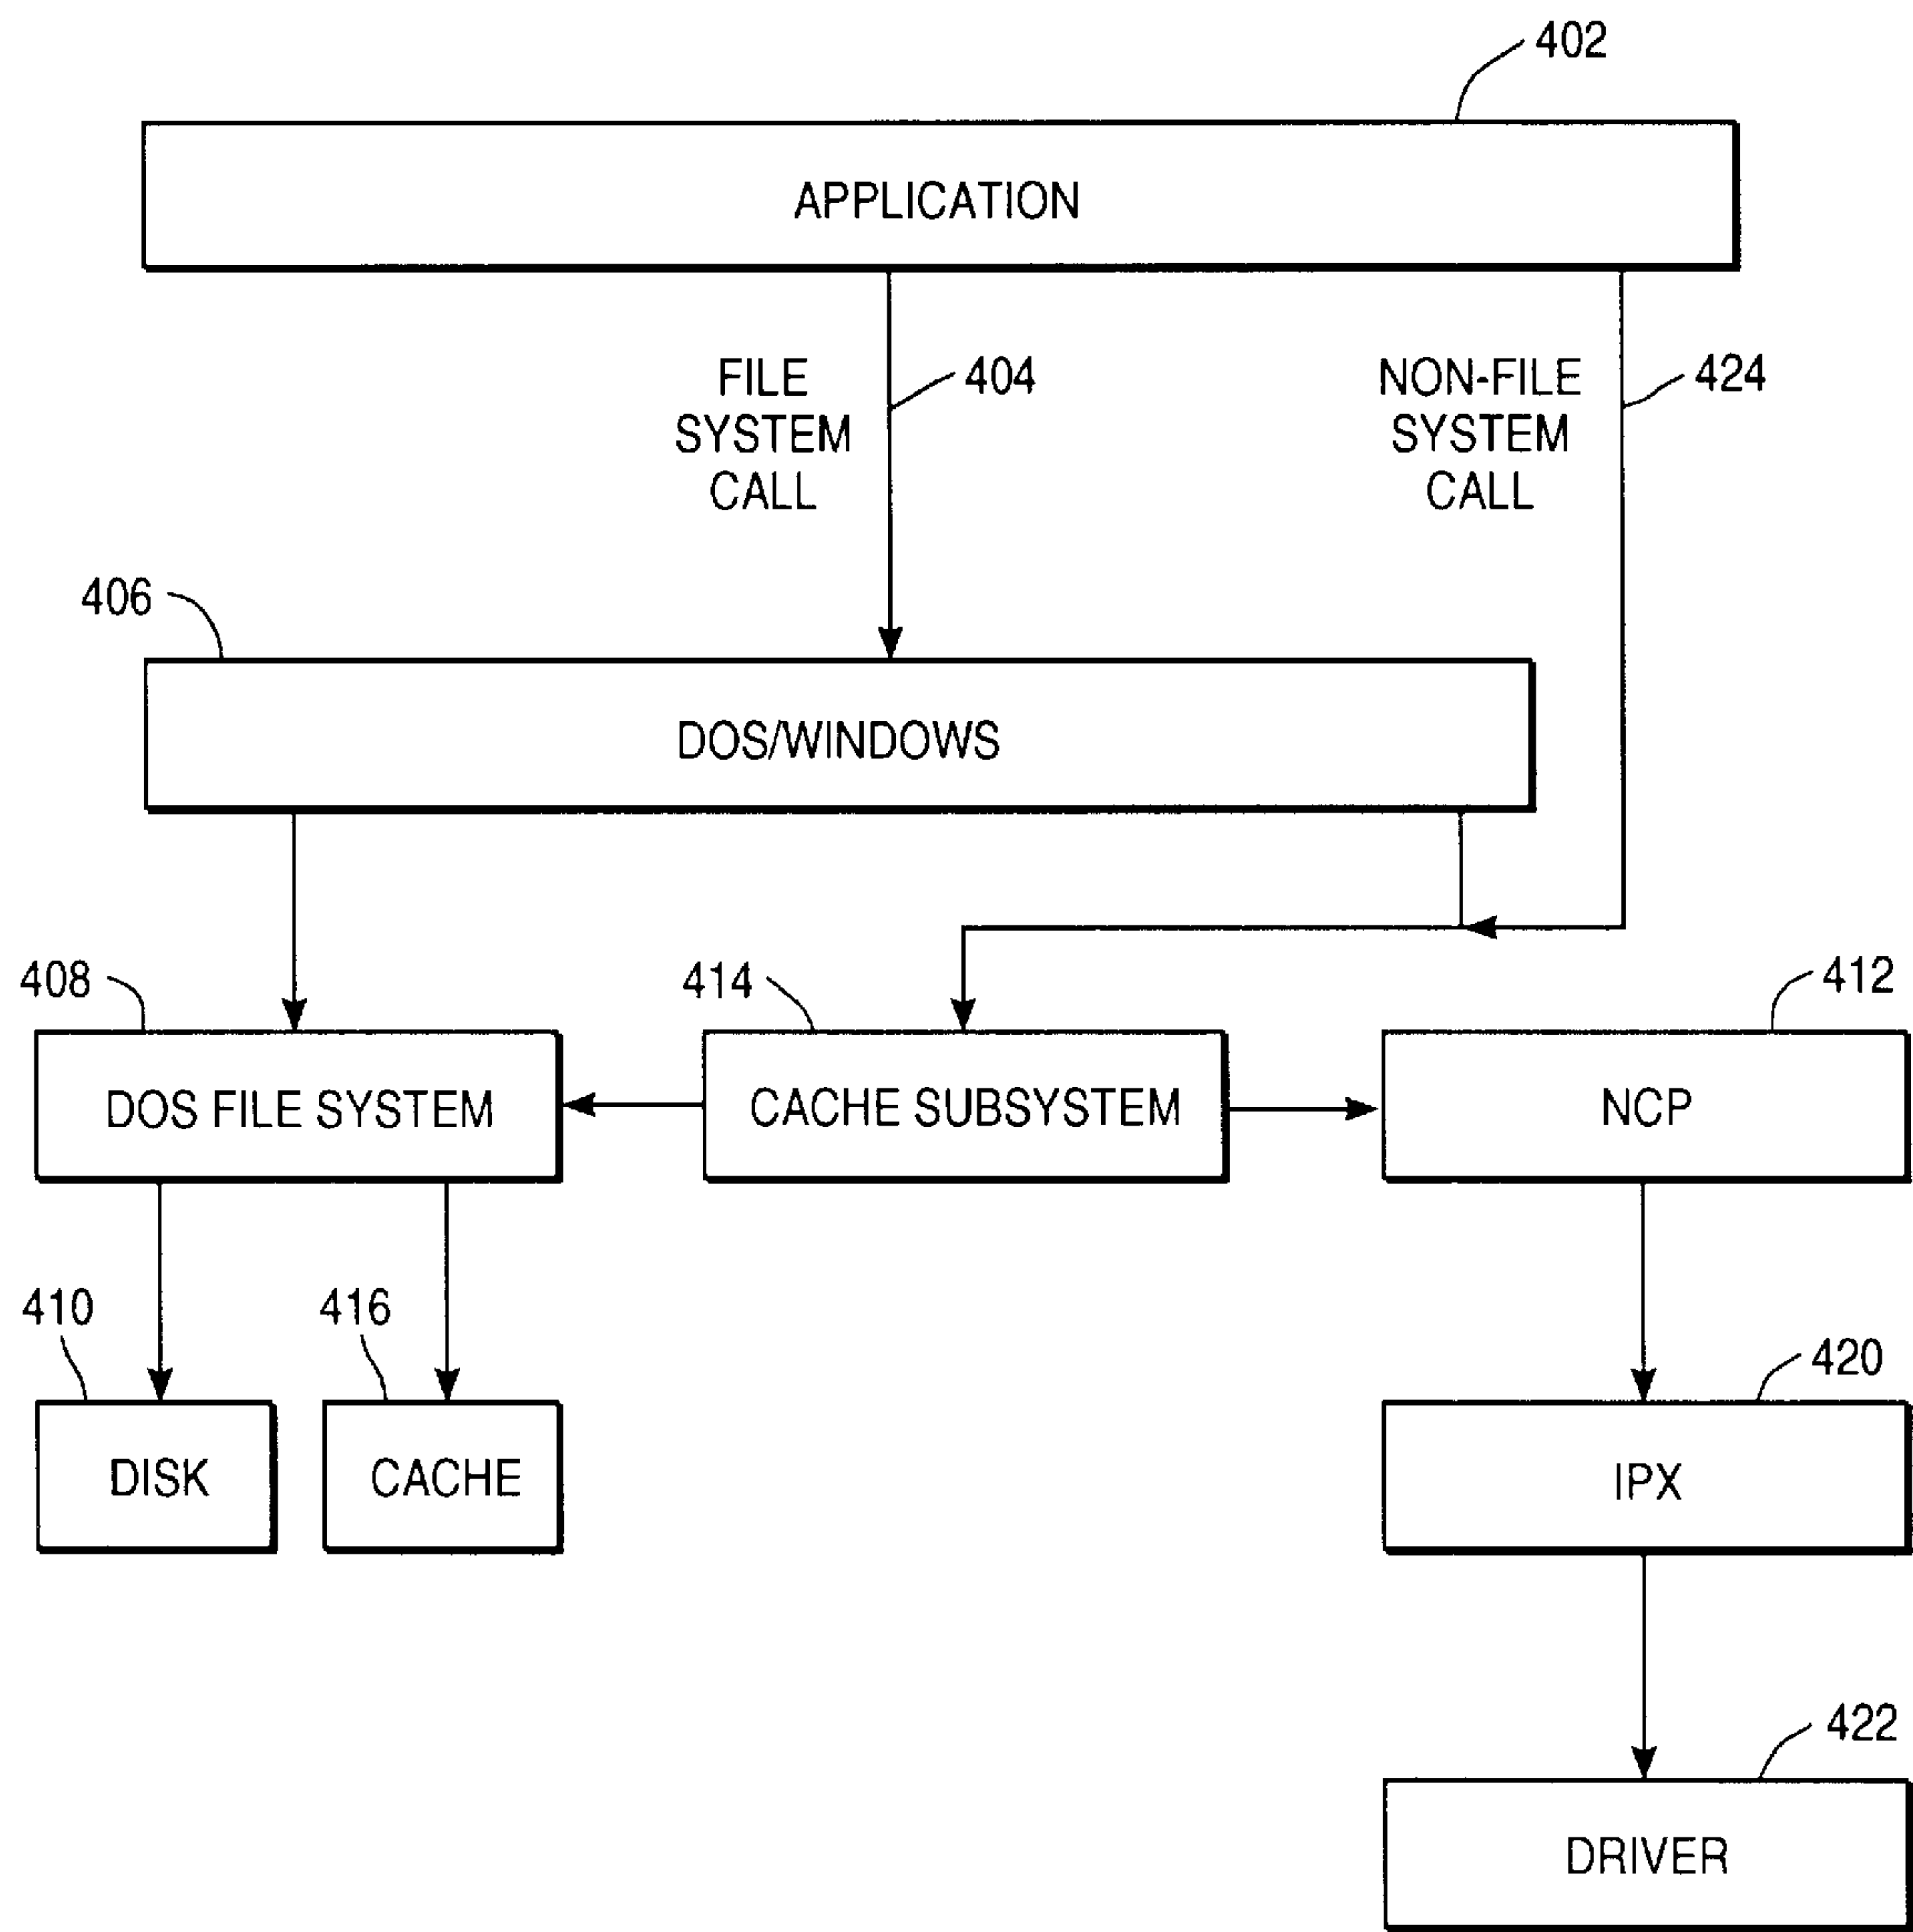 402
APPLICATION
FILE
SYSTEM
CALL
404
NON-FILE
SYSTEM
CALL
424
406
DOS/WINDOWS
408
414
412
DOS FILE SYSTEM
CACHE SUBSYSTEM
NCP
410
416
420
DISK
CACHE
IPX
422
DRIVER